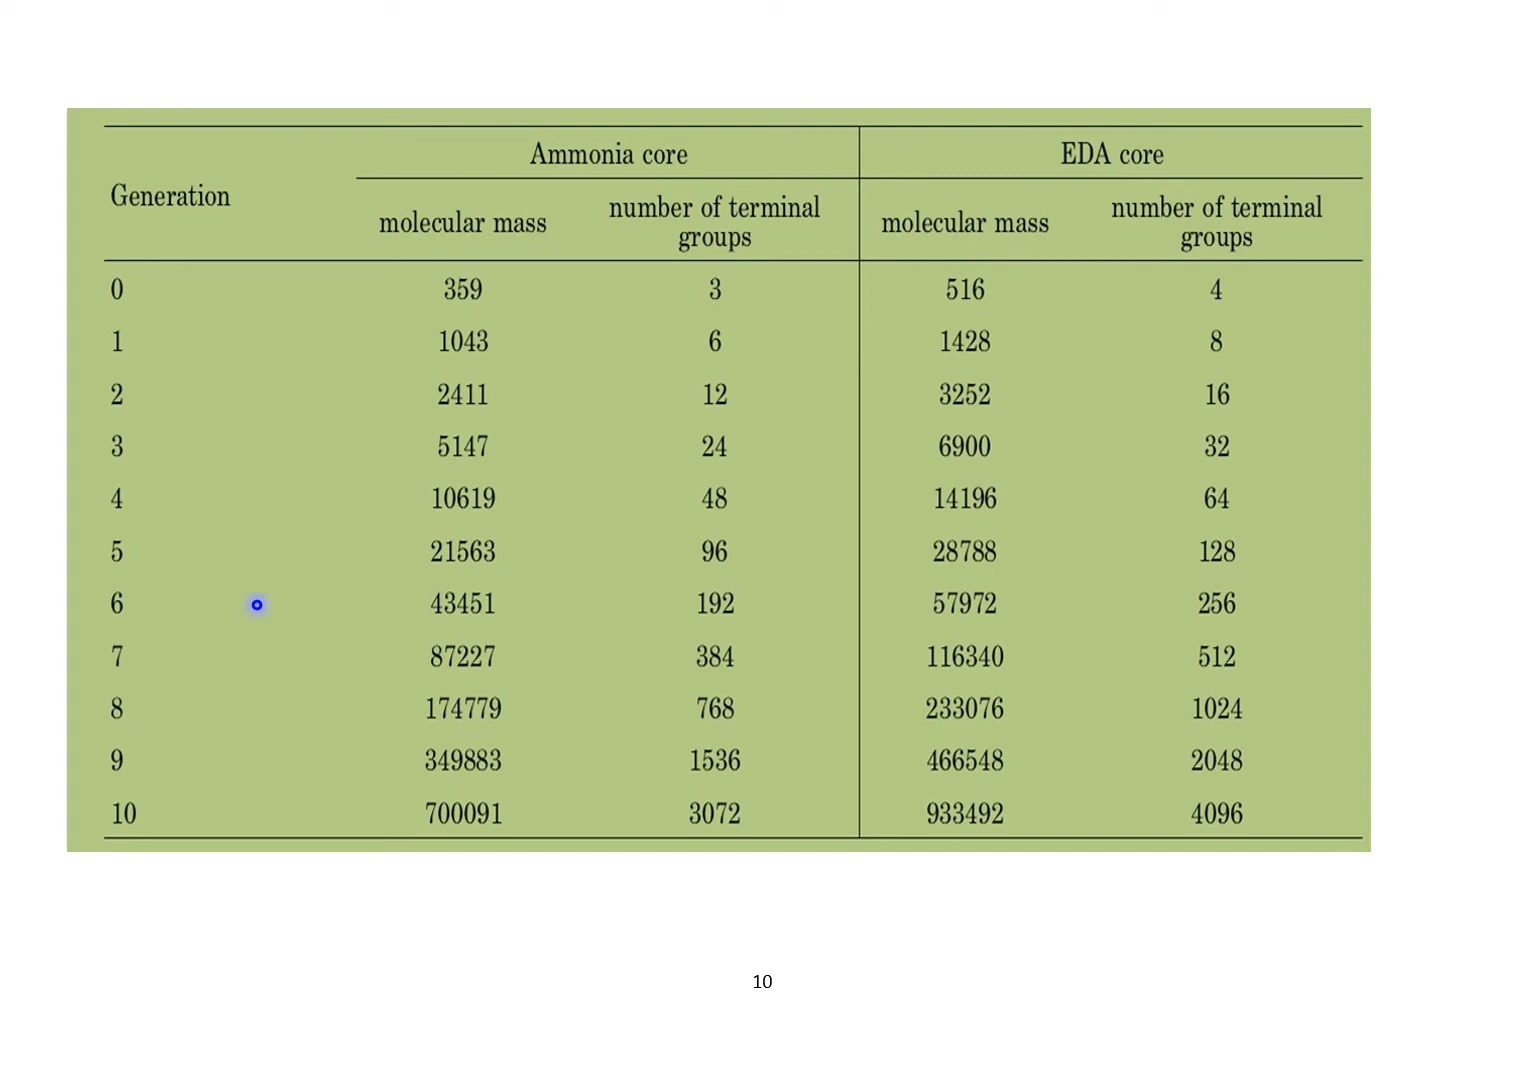 Ammonia core EDA core
Generation
molecular mass number of terminal groups molecular mass number of terminal groups
0 359 3 516 4
1 1043 6 1428 8
2 2411 12 3252 16
3 5147 24 6900 32
4 10619 48 14196 64
5 21563 96 28788 128
6 43451 192 57972 256
7 87227 384 116340 512
8 174779 768 233076 1024
9 349883 1536 466548 2048
10 700091 3072 933492 4096
10